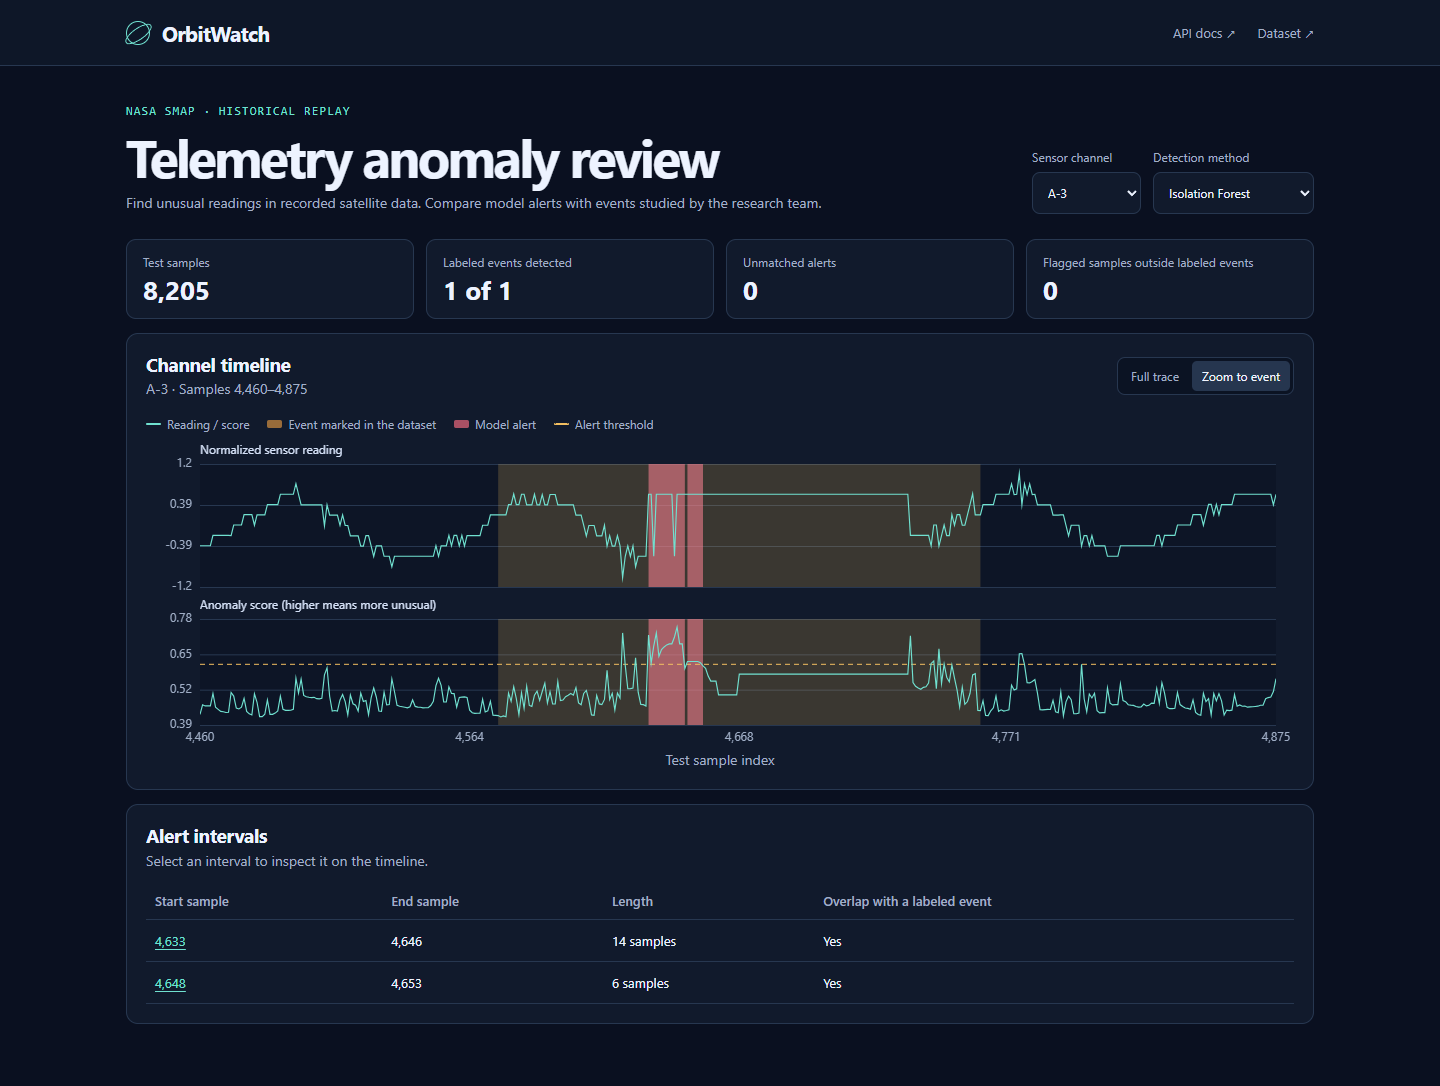 OrbitWatch
API docs ↗ Dataset ↗
NASA SMAP · HISTORICAL REPLAY
Telemetry anomaly review
Find unusual readings in recorded satellite data. Compare model alerts with events studied by the research team.
Sensor channel Detection method
A-3 Isolation Forest
Test samples
8,205
Labeled events detected
1 of 1
Unmatched alerts
0
Flagged samples outside labeled events
0
Channel timeline
A-3 · Samples 4,460–4,875
Full trace Zoom to event
Reading / score Event marked in the dataset Model alert Alert threshold
Normalized sensor reading
1.2
0.39
-0.39
-1.2
Anomaly score (higher means more unusual)
0.78
0.65
0.52
0.39
4,460 4,564 4,668 4,771 4,875
Test sample index
Alert intervals
Select an interval to inspect it on the timeline.
Start sample End sample Length Overlap with a labeled event
4,633 4,646 14 samples Yes
4,648 4,653 6 samples Yes